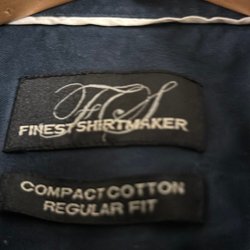 FS
FINEST SHIRTMAKER
COMPACT COTTON
REGULAR FIT